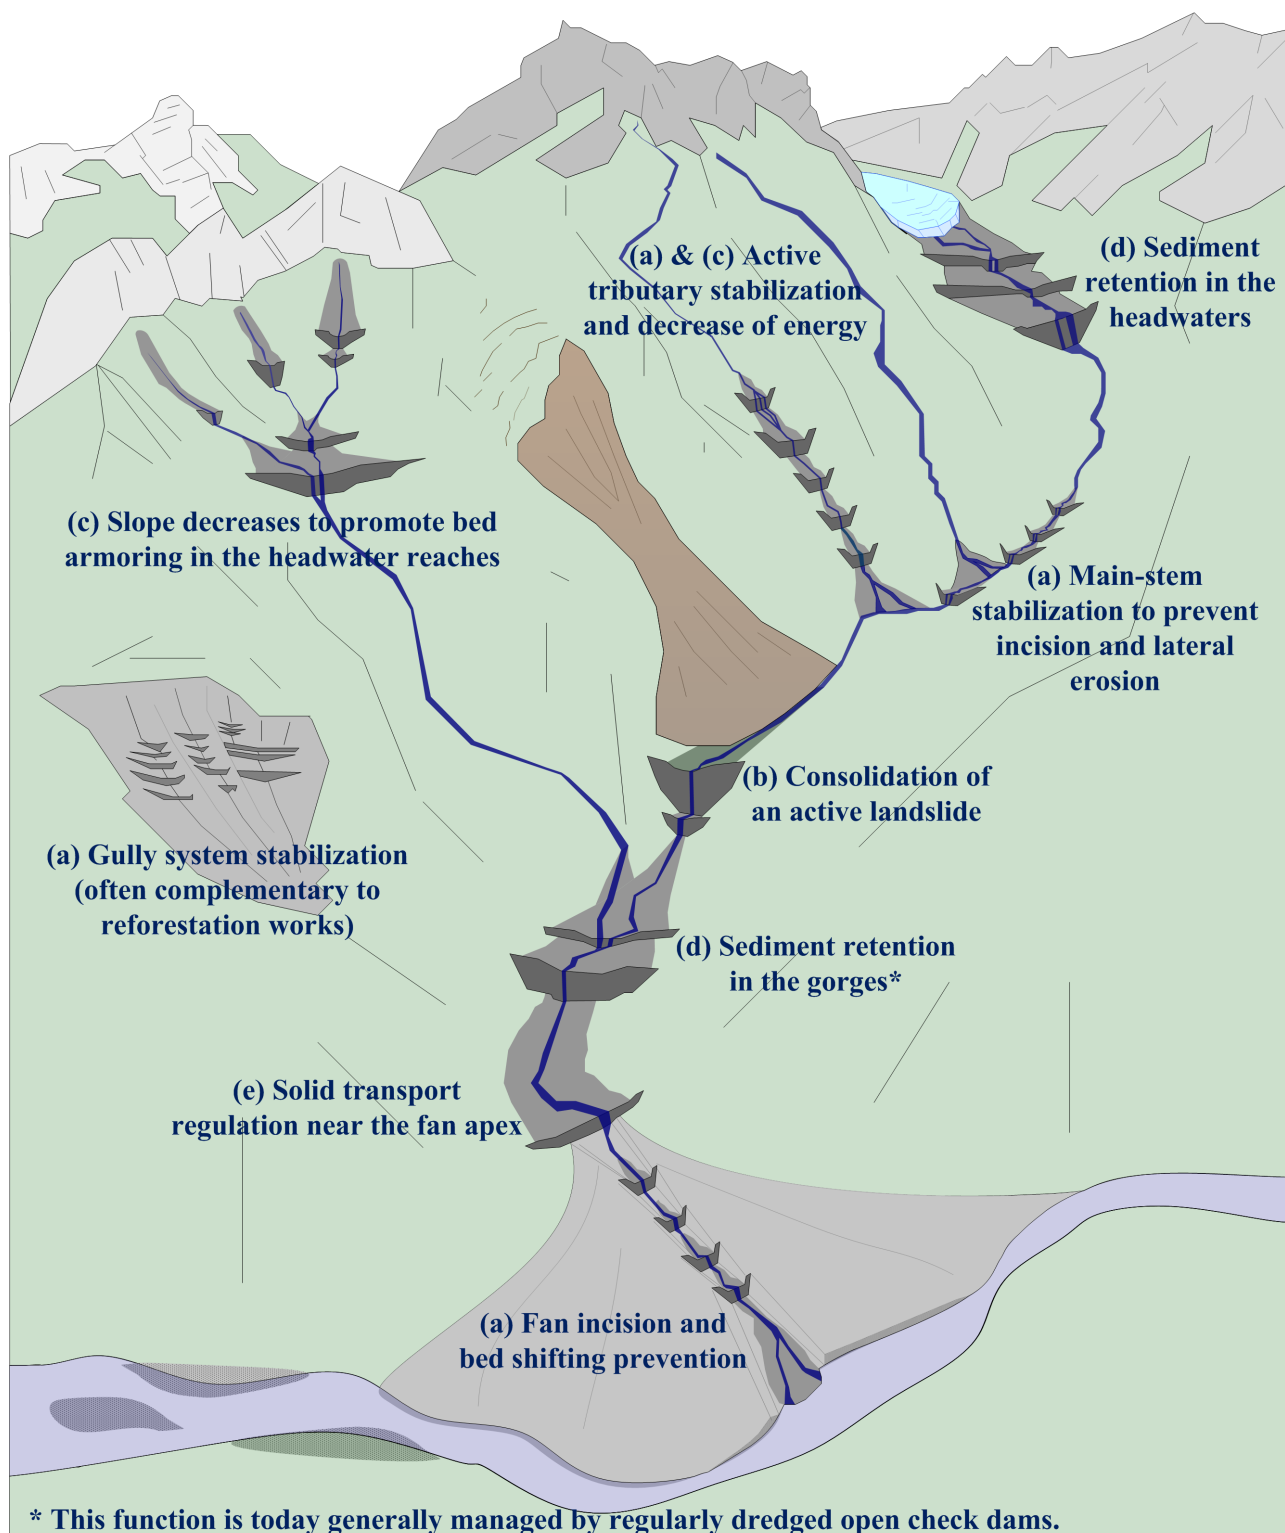 (a) & (c) Active
tributary stabilization
and decrease of energy
(d) Sediment
retention in the
headwaters
(c) Slope decreases to promote bed
armoring in the headwater reaches
(a) Main-stem
stabilization to prevent
incision and lateral
erosion
(b) Consolidation of
an active landslide
(a) Gully system stabilization
(often complementary to
reforestation works)
(d) Sediment retention
in the gorges*
(e) Solid transport
regulation near the fan apex
(a) Fan incision and
bed shifting prevention
* This function is today generally managed by regularly dredged open check dams.